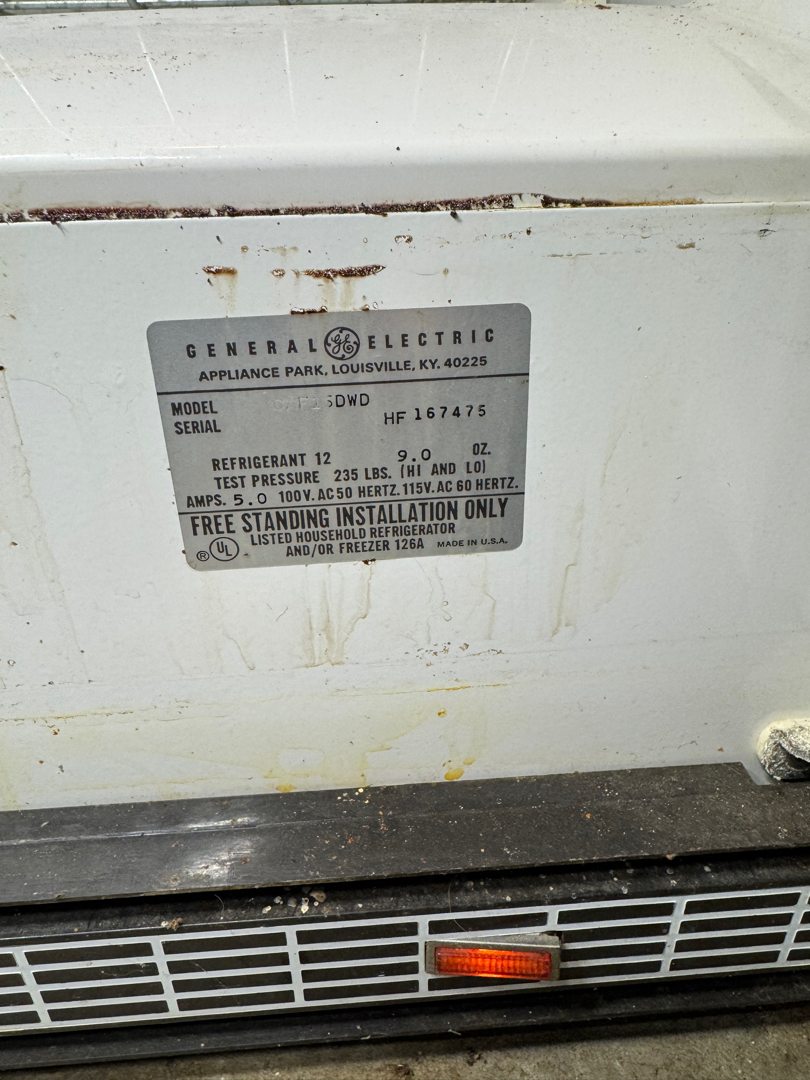 GENERAL GE ELECTRIC
APPLIANCE PARK, LOUISVILLE, KY. 40225
MODEL
SERIAL HF 167475
REFRIGERANT 12 9.0 OZ.
TEST PRESSURE 235 LBS. (HI AND LO)
AMPS. 5.0 100V. AC 50 HERTZ. 115V. AC 60 HERTZ.
FREE STANDING INSTALLATION ONLY
® UL LISTED HOUSEHOLD REFRIGERATOR
AND/OR FREEZER 126A MADE IN U.S.A.